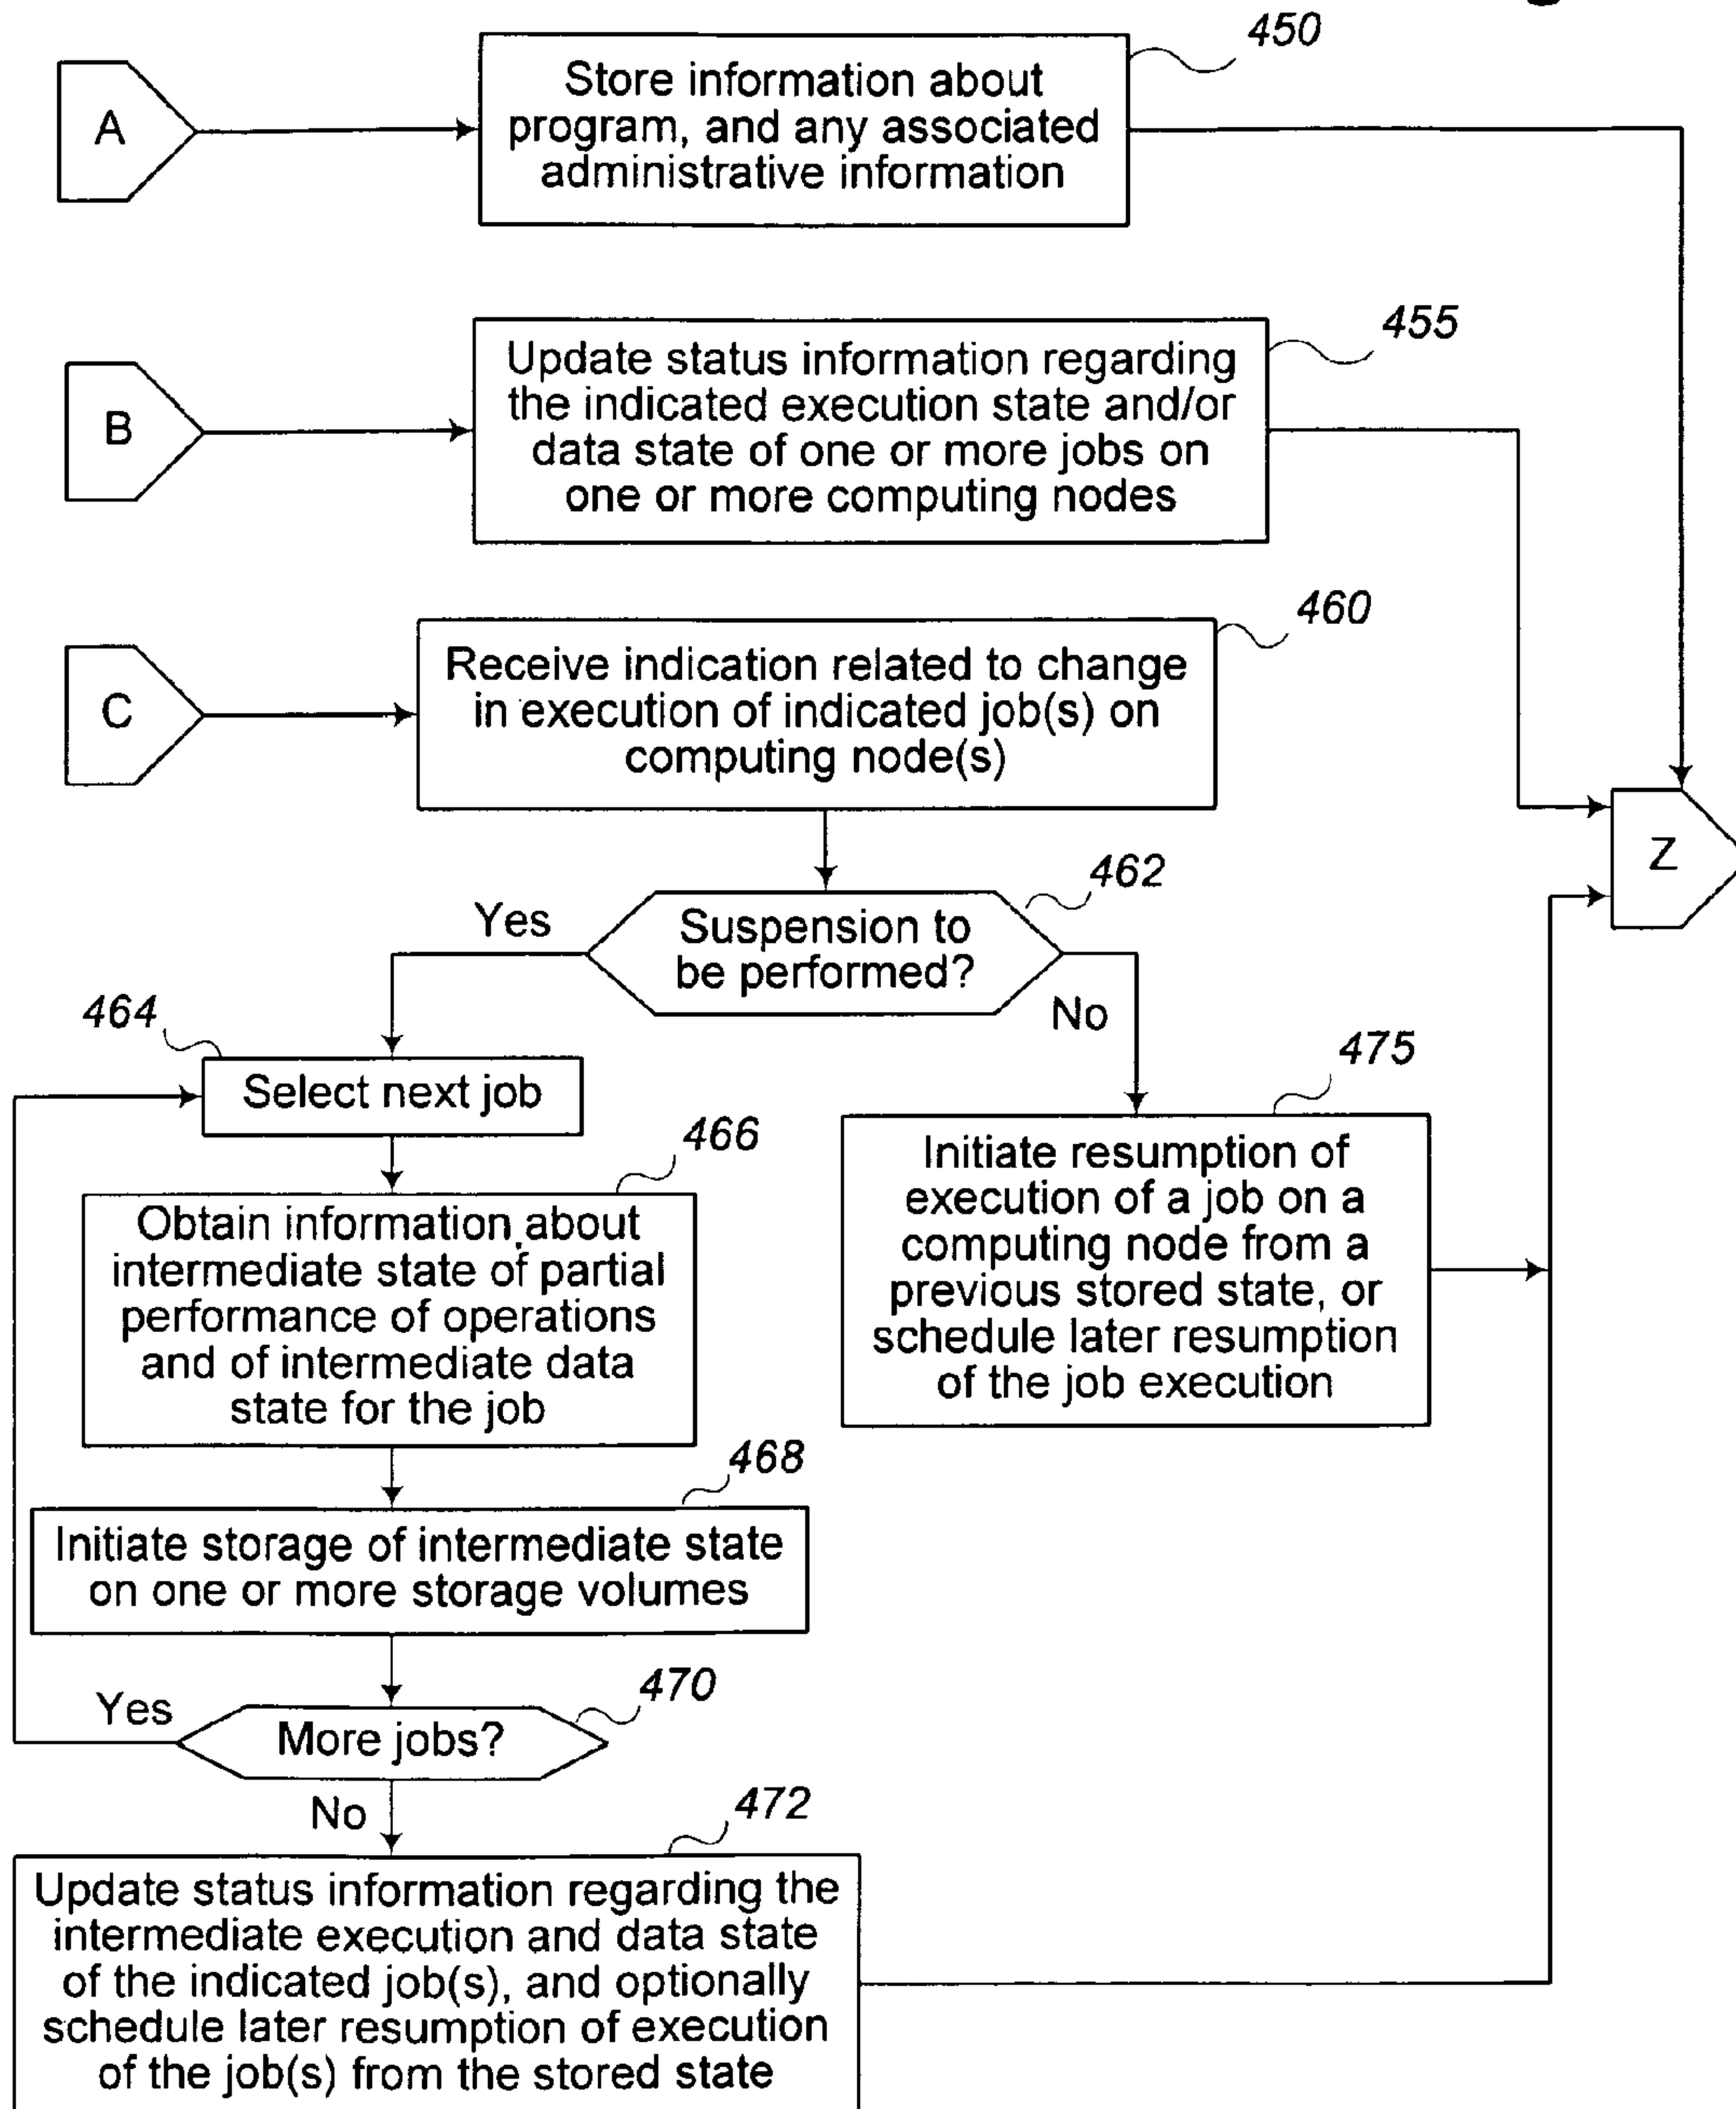 450
A
Store information about
program, and any associated
administrative information
455
B
Update status information regarding
the indicated execution state and/or
data state of one or more jobs on
one or more computing nodes
460
C
Receive indication related to change
in execution of indicated job(s) on
computing node(s)
Z
462
Yes
Suspension to
be performed?
No
464
Select next job
475
466
Initiate resumption of
execution of a job on a
computing node from a
previous stored state, or
schedule later resumption
of the job execution
Obtain information about
intermediate state of partial
performance of operations
and of intermediate data
state for the job
468
Initiate storage of intermediate state
on one or more storage volumes
470
Yes
More jobs?
No
472
Update status information regarding the
intermediate execution and data state
of the indicated job(s), and optionally
schedule later resumption of execution
of the job(s) from the stored state